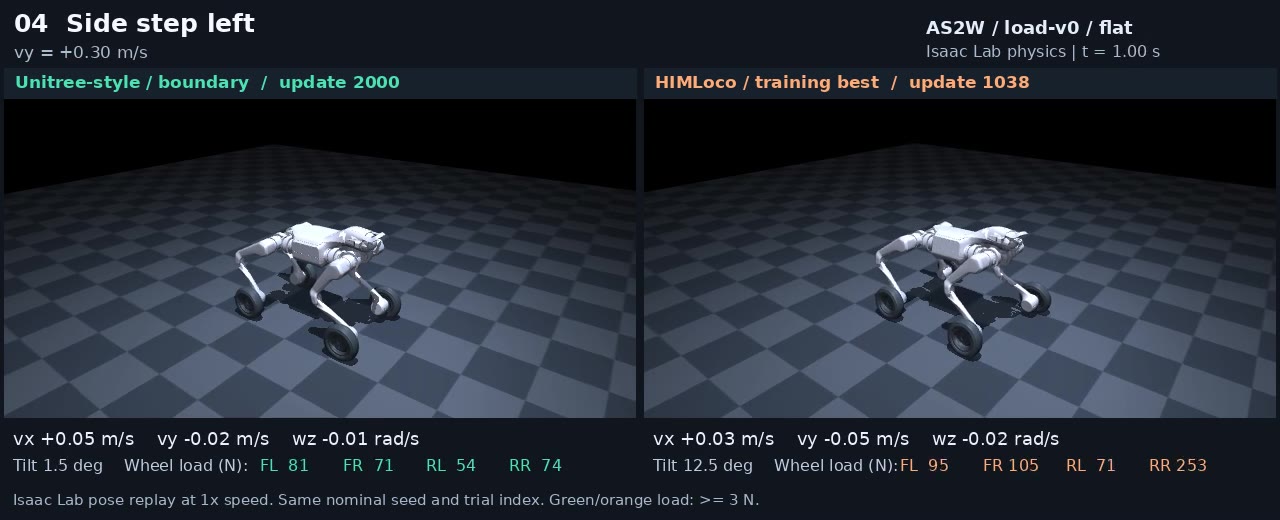 04 Side step left
vy = +0.30 m/s
AS2W / load-v0 / flat
Isaac Lab physics | t = 1.00 s
Unitree-style / boundary / update 2000
HIMLoco / training best / update 1038
vx +0.05 m/s vy -0.02 m/s wz -0.01 rad/s
Tilt 1.5 deg Wheel load (N): FL 81 FR 71 RL 54 RR 74
vx +0.03 m/s vy -0.05 m/s wz -0.02 rad/s
Tilt 12.5 deg Wheel load (N): FL 95 FR 105 RL 71 RR 253
Isaac Lab pose replay at 1x speed. Same nominal seed and trial index. Green/orange load: >= 3 N.